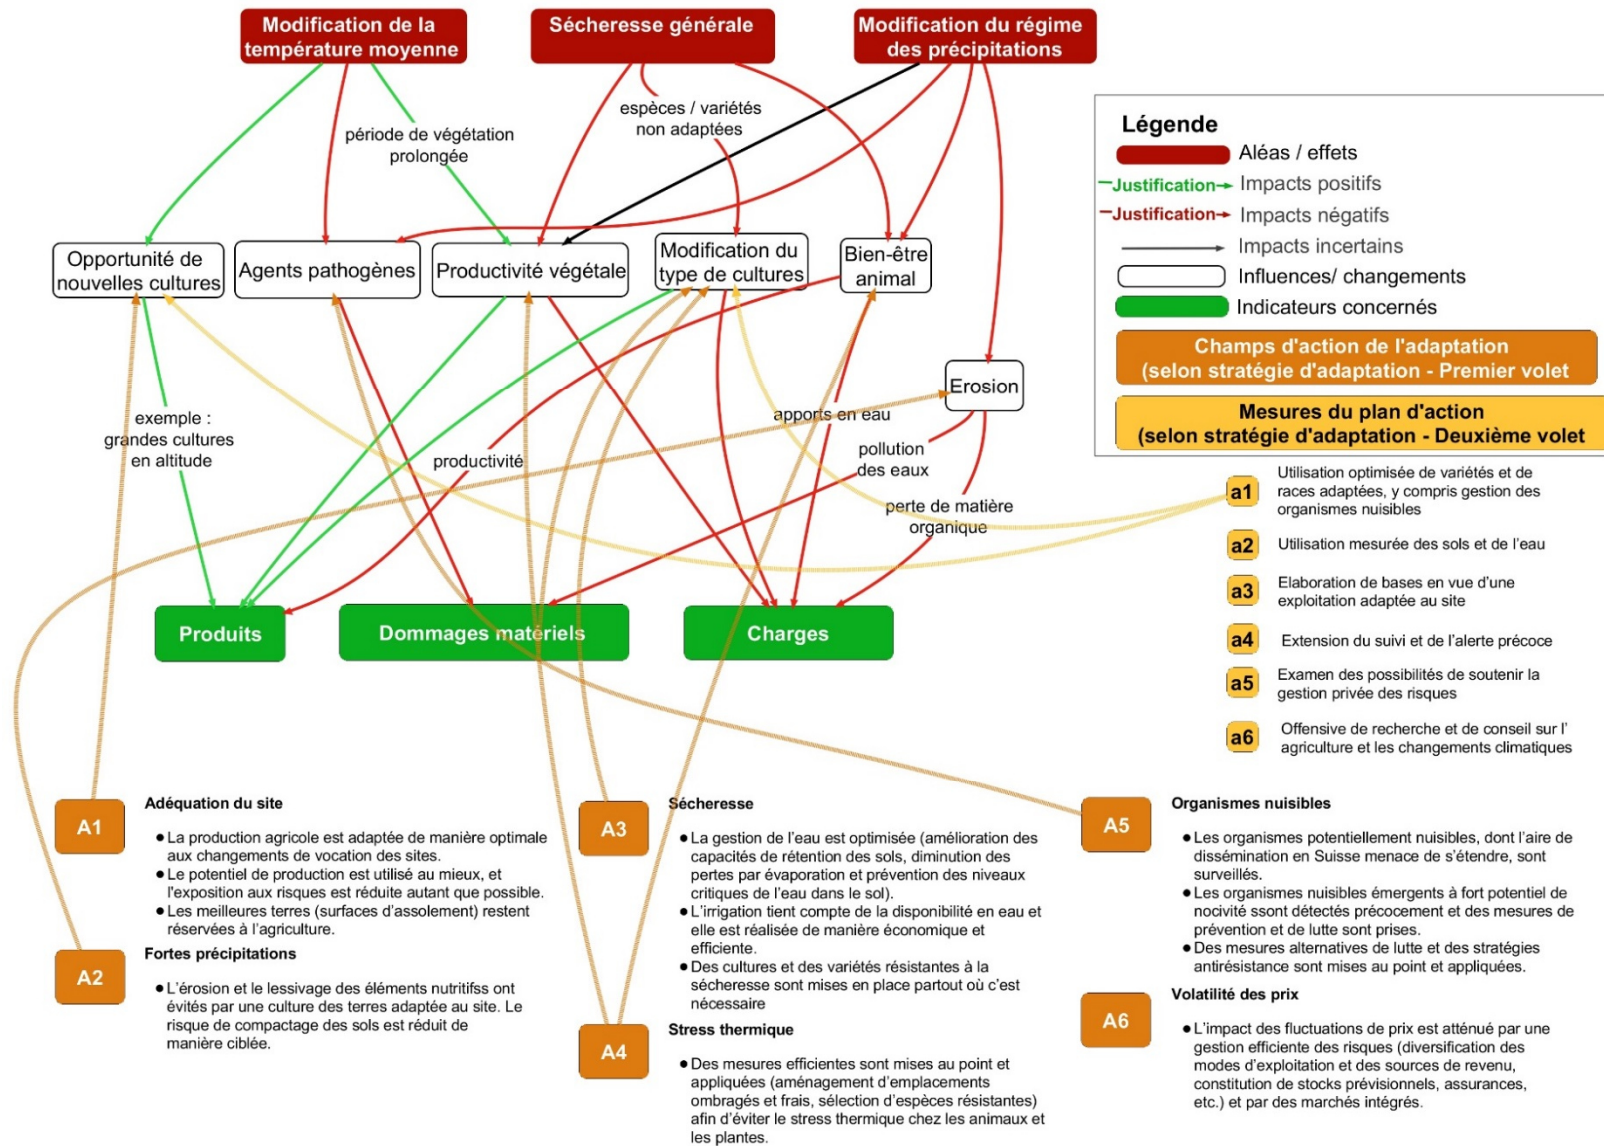 Modification de la
température moyenne
Sécheresse générale
Modification du régime
des précipitations
espèces / variétés
non adaptées
période de végétation
prolongée
Opportunité de
nouvelles cultures
Agents pathogènes
Productivité végétale
Modification du
type de cultures
Bien-être
animal
Erosion
exemple :
grandes cultures
en altitude
productivité
apports en eau
pollution
des eaux
perte de matière
organique
Produits
Dommages matériels
Charges
Légende
Aléas / effets
Justification
Impacts positifs
Justification
Impacts négatifs
Impacts incertains
Influences/ changements
Indicateurs concernés
Champs d'action de l'adaptation
(selon stratégie d'adaptation - Premier volet
Mesures du plan d'action
(selon stratégie d'adaptation - Deuxième volet
a1
Utilisation optimisée de variétés et de
races adaptées, y compris gestion des
organismes nuisibles
a2
Utilisation mesurée des sols et de l'eau
a3
Elaboration de bases en vue d'une
exploitation adaptée au site
a4
Extension du suivi et de l'alerte précoce
a5
Examen des possibilités de soutenir la
gestion privée des risques
a6
Offensive de recherche et de conseil sur l'
agriculture et les changements climatiques
A1
Adéquation du site
● La production agricole est adaptée de manière optimale
aux changements de vocation des sites.
● Le potentiel de production est utilisé au mieux, et
l'exposition aux risques est réduite autant que possible.
● Les meilleures terres (surfaces d'assolement) restent
réservées à l'agriculture.
A2
Fortes précipitations
● L'érosion et le lessivage des éléments nutritifss ont
évités par une culture des terres adaptée au site. Le
risque de compactage des sols est réduit de
manière ciblée.
A3
Sécheresse
● La gestion de l'eau est optimisée (amélioration des
capacités de rétention des sols, diminution des
pertes par évaporation et prévention des niveaux
critiques de l'eau dans le sol).
● L'irrigation tient compte de la disponibilité en eau et
elle est réalisée de manière économique et
efficiente.
● Des cultures et des variétés résistantes à la
sécheresse sont mises en place partout où c'est
nécessaire
A4
Stress thermique
● Des mesures efficientes sont mises au point et
appliquées (aménagement d'emplacements
ombragés et frais, sélection d'espèces résistantes)
afin d'éviter le stress thermique chez les animaux et
les plantes.
A5
Organismes nuisibles
● Les organismes potentiellement nuisibles, dont l'aire de
dissémination en Suisse menace de s'étendre, sont
surveillés.
● Les organismes nuisibles émergents à fort potentiel de
nocivité ssont détectés précocement et des mesures de
prévention et de lutte sont prises.
● Des mesures alternatives de lutte et des stratégies
antirésistance sont mises au point et appliquées.
A6
Volatilité des prix
● L'impact des fluctuations de prix est atténué par une
gestion efficiente des risques (diversification des
modes d'exploitation et des sources de revenu,
constitution de stocks prévisionnels, assurances,
etc.) et par des marchés intégrés.